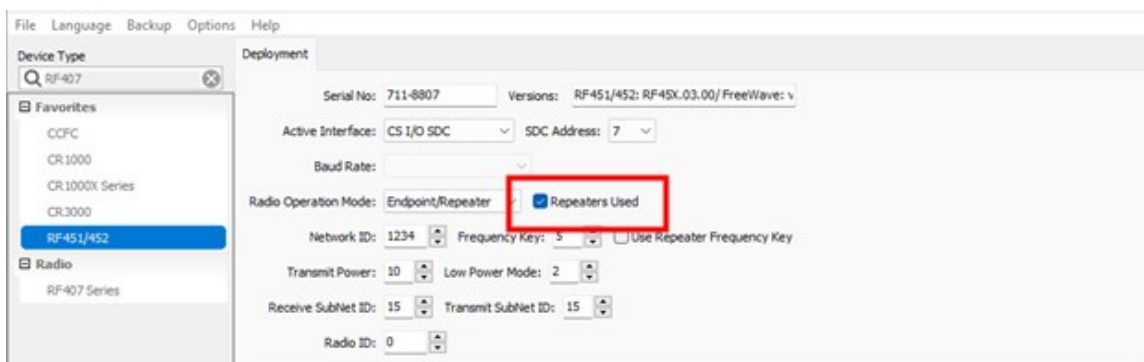 File Language Backup Options Help
Device Type
RF407
Favorites
CCFC
CR1000
CR1000X Series
CR3000
RF451/452
Radio
RF407 Series
Deployment
Serial No: 711-8807 Versions: RF451/452: RF45X.03.00/ FreeWave: v
Active Interface: CS I/O SDC SDC Address: 7
Baud Rate:
Radio Operation Mode: Endpoint/Repeater Repeaters Used
Network ID: 1234 Frequency Key: 5 Use Repeater Frequency Key
Transmit Power: 10 Low Power Mode: 2
Receive SubNet ID: 15 Transmit SubNet ID: 15
Radio ID: 0